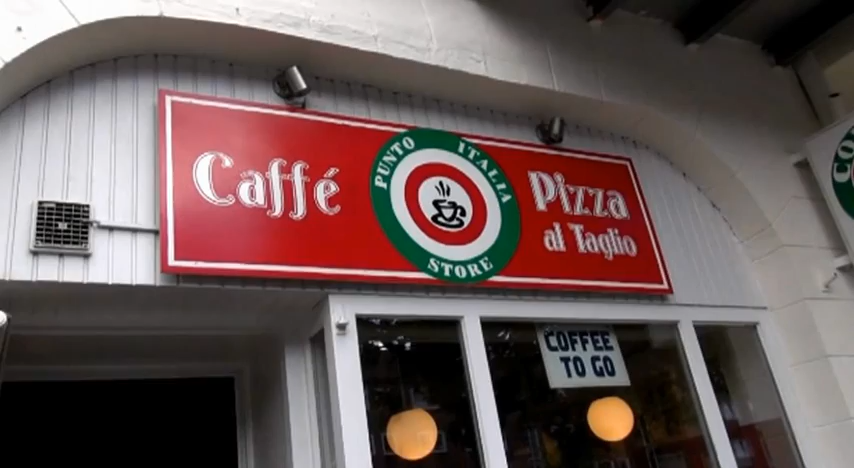 Caffé
PUNTO ITALIA
STORE
Pizza
al Taglio
COFFEE
TO GO